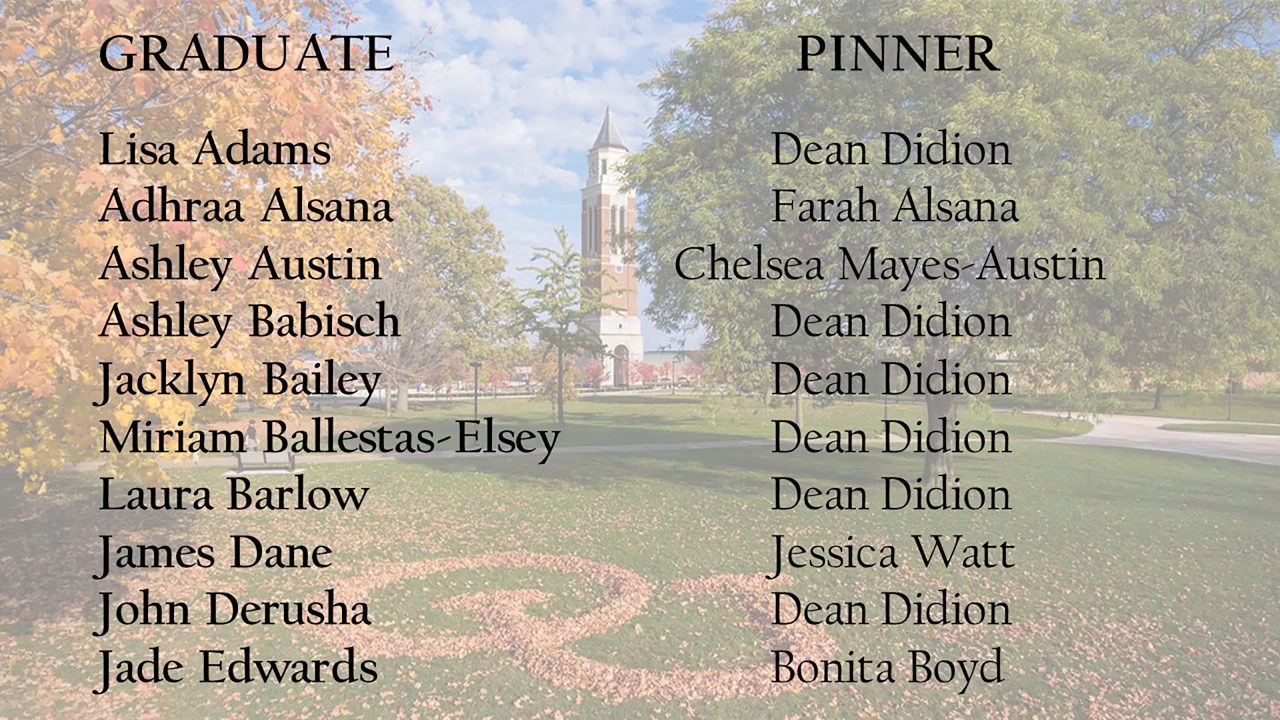 GRADUATE PINNER
Lisa Adams Dean Didion
Adhraa Alsana Farah Alsana
Ashley Austin Chelsea Mayes-Austin
Ashley Babisch Dean Didion
Jacklyn Bailey Dean Didion
Miriam Ballestas-Elsey Dean Didion
Laura Barlow Dean Didion
James Dane Jessica Watt
John Derusha Dean Didion
Jade Edwards Bonita Boyd